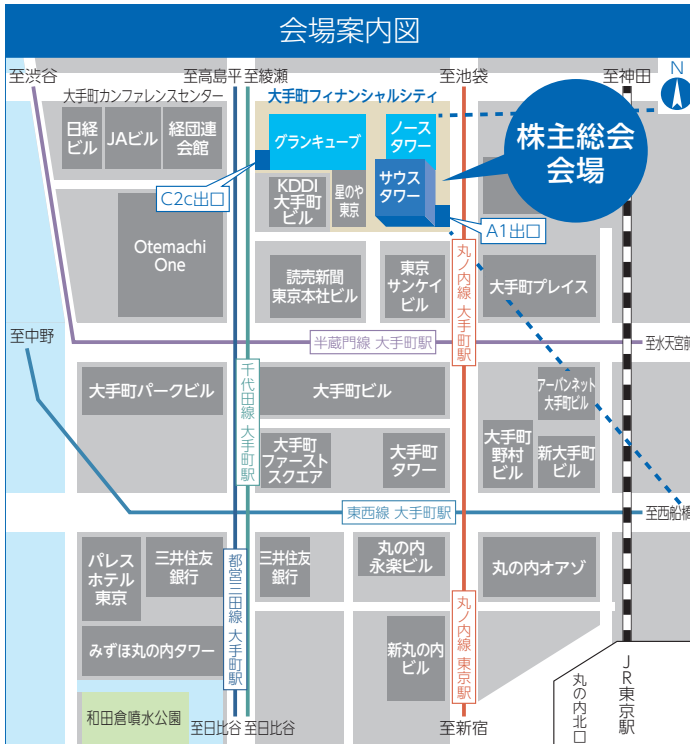 会場案内図
至渋谷
至高島平
至綾瀬
至池袋
至神田
N
大手町カンファレンスセンター
大手町フィナンシャルシティ
日経
ビル
JAビル
経団連
会館
グランキューブ
ノース
タワー
株主総会
会場
C2c出口
KDDI
大手町
ビル
星のや
東京
サウス
タワー
A1出口
Otemachi
One
読売新聞
東京本社ビル
東京
サンケイ
ビル
丸ノ内線 大手町駅
大手町プレイス
至中野
半蔵門線 大手町駅
至水天宮前
千代田線 大手町駅
大手町パークビル
大手町ビル
アーバンネット
大手町ビル
大手町
ファースト
スクエア
大手町
タワー
大手町
野村
ビル
新大手町
ビル
東西線 大手町駅
至西船橋
パレス
ホテル
東京
三井住友
銀行
都営三田線 大手町駅
三井住友
銀行
丸の内
永楽ビル
丸の内オアゾ
丸ノ内線 東京駅
みずほ丸の内タワー
新丸の内
ビル
和田倉噴水公園
至日比谷
至日比谷
至新宿
丸の内北口
JR東京駅